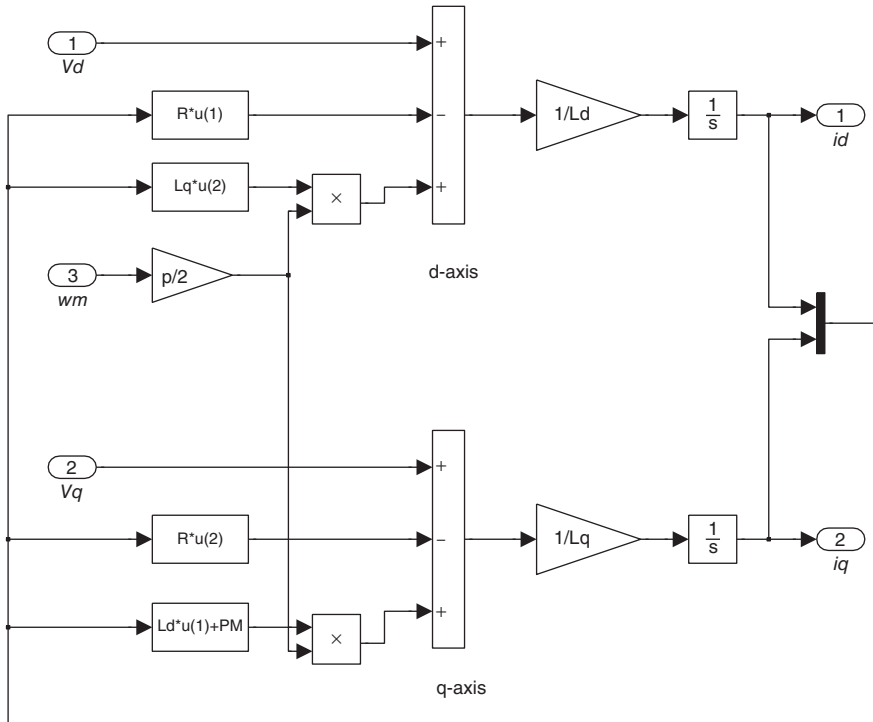 1
Vd
+
R*u(1)
−
1/Ld
1
s
1
id
Lq*u(2)
×
+
3
wm
p/2
d-axis
2
Vq
+
R*u(2)
−
1/Lq
1
s
2
iq
Ld*u(1)+PM
×
+
q-axis